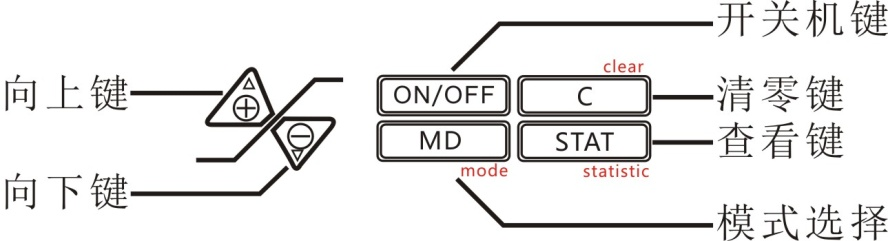 开关机键
clear
向上键
ON/OFF
C
清零键
MD
STAT
查看键
mode
statistic
向下键
模式选择